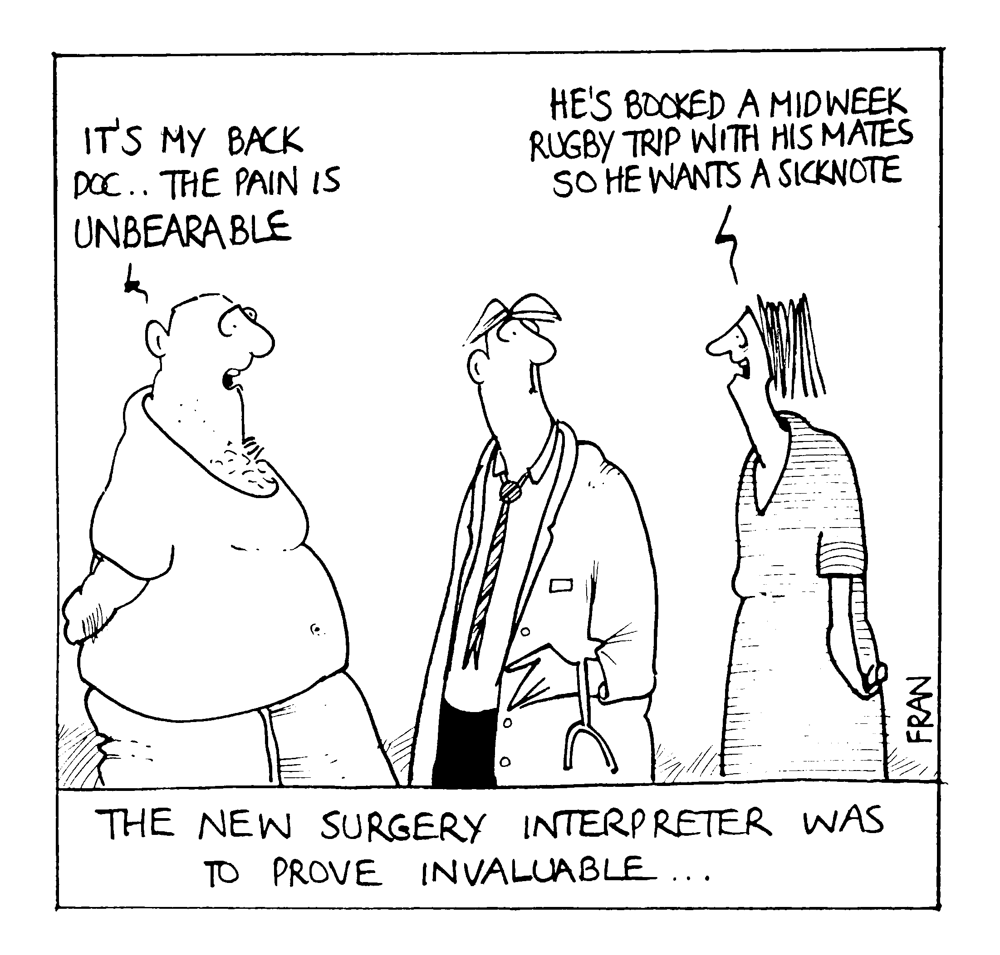 IT'S MY BACK
DOC.. THE PAIN IS
UNBEARABLE
HE'S BOOKED A MIDWEEK
RUGBY TRIP WITH HIS MATES
SO HE WANTS A SICKNOTE
FRAN
THE NEW SURGERY INTERPRETER WAS
TO PROVE INVALUABLE...